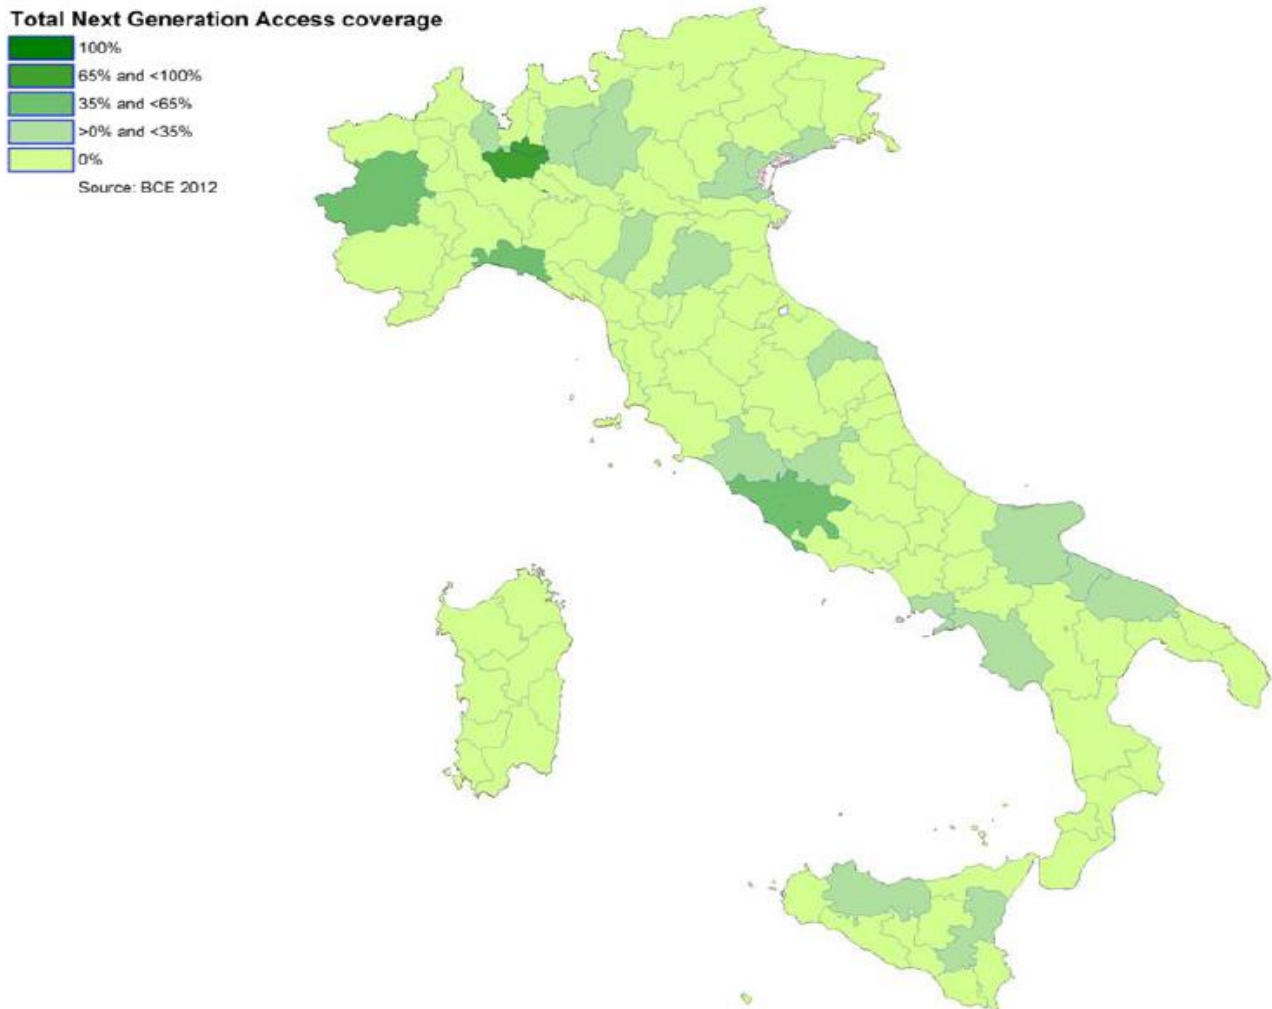 Total Next Generation Access coverage
100%
65% and <100%
35% and <65%
>0% and <35%
0%
Source: BCE 2012